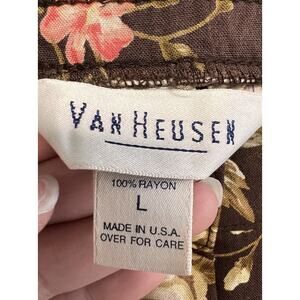 VAN HEUSEN
100% RAYON
L
MADE IN U.S.A.
OVER FOR CARE